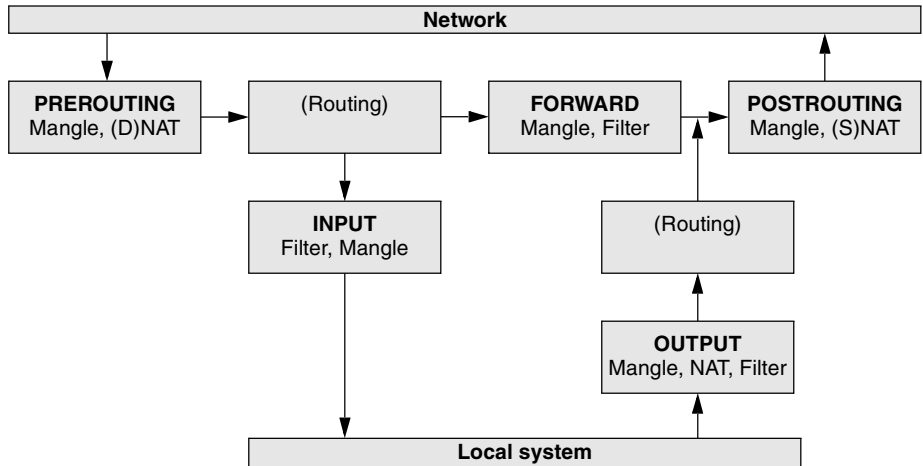 Network
PREROUTING
Mangle, (D)NAT
(Routing)
FORWARD
Mangle, Filter
POSTROUTING
Mangle, (S)NAT
INPUT
Filter, Mangle
(Routing)
OUTPUT
Mangle, NAT, Filter
Local system